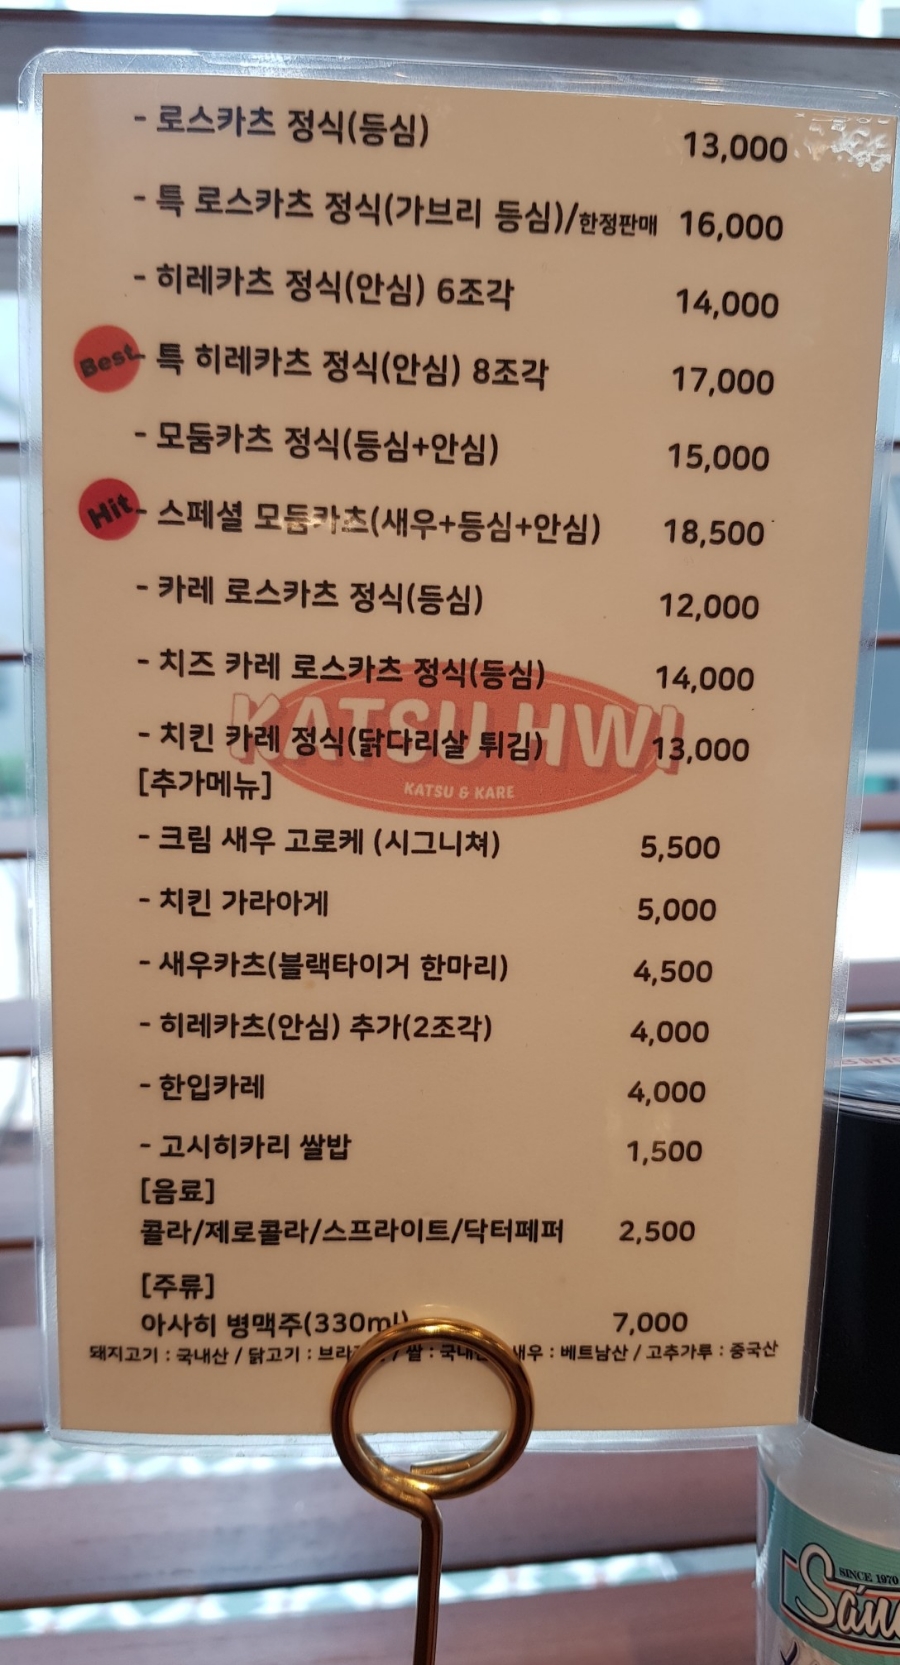 - 로스카츠 정식(등심) 13,000
- 특 로스카츠 정식(가브리 등심)/한정판매 16,000
- 히레카츠 정식(안심) 6조각 14,000
Best - 특 히레카츠 정식(안심) 8조각 17,000
- 모둠카츠 정식(등심+안심) 15,000
Hit - 스페셜 모둠카츠(새우+등심+안심) 18,500
- 카레 로스카츠 정식(등심) 12,000
- 치즈 카레 로스카츠 정식(등심) 14,000
KATSU HWI
- 치킨 카레 정식(닭다리살 튀김) 13,000
KATSU & KARE
[추가메뉴]
- 크림 새우 고로케 (시그니쳐) 5,500
- 치킨 가라아게 5,000
- 새우카츠(블랙타이거 한마리) 4,500
- 히레카츠(안심) 추가(2조각) 4,000
- 한입카레 4,000
- 고시히카리 쌀밥 1,500
[음료]
콜라/제로콜라/스프라이트/닥터페퍼 2,500
[주류]
아사히 병맥주(330ml) 7,000
돼지고기 : 국내산 / 닭고기 : / 쌀 : : 베트남산 / 고추가루 : 중국산
SINCE 1970